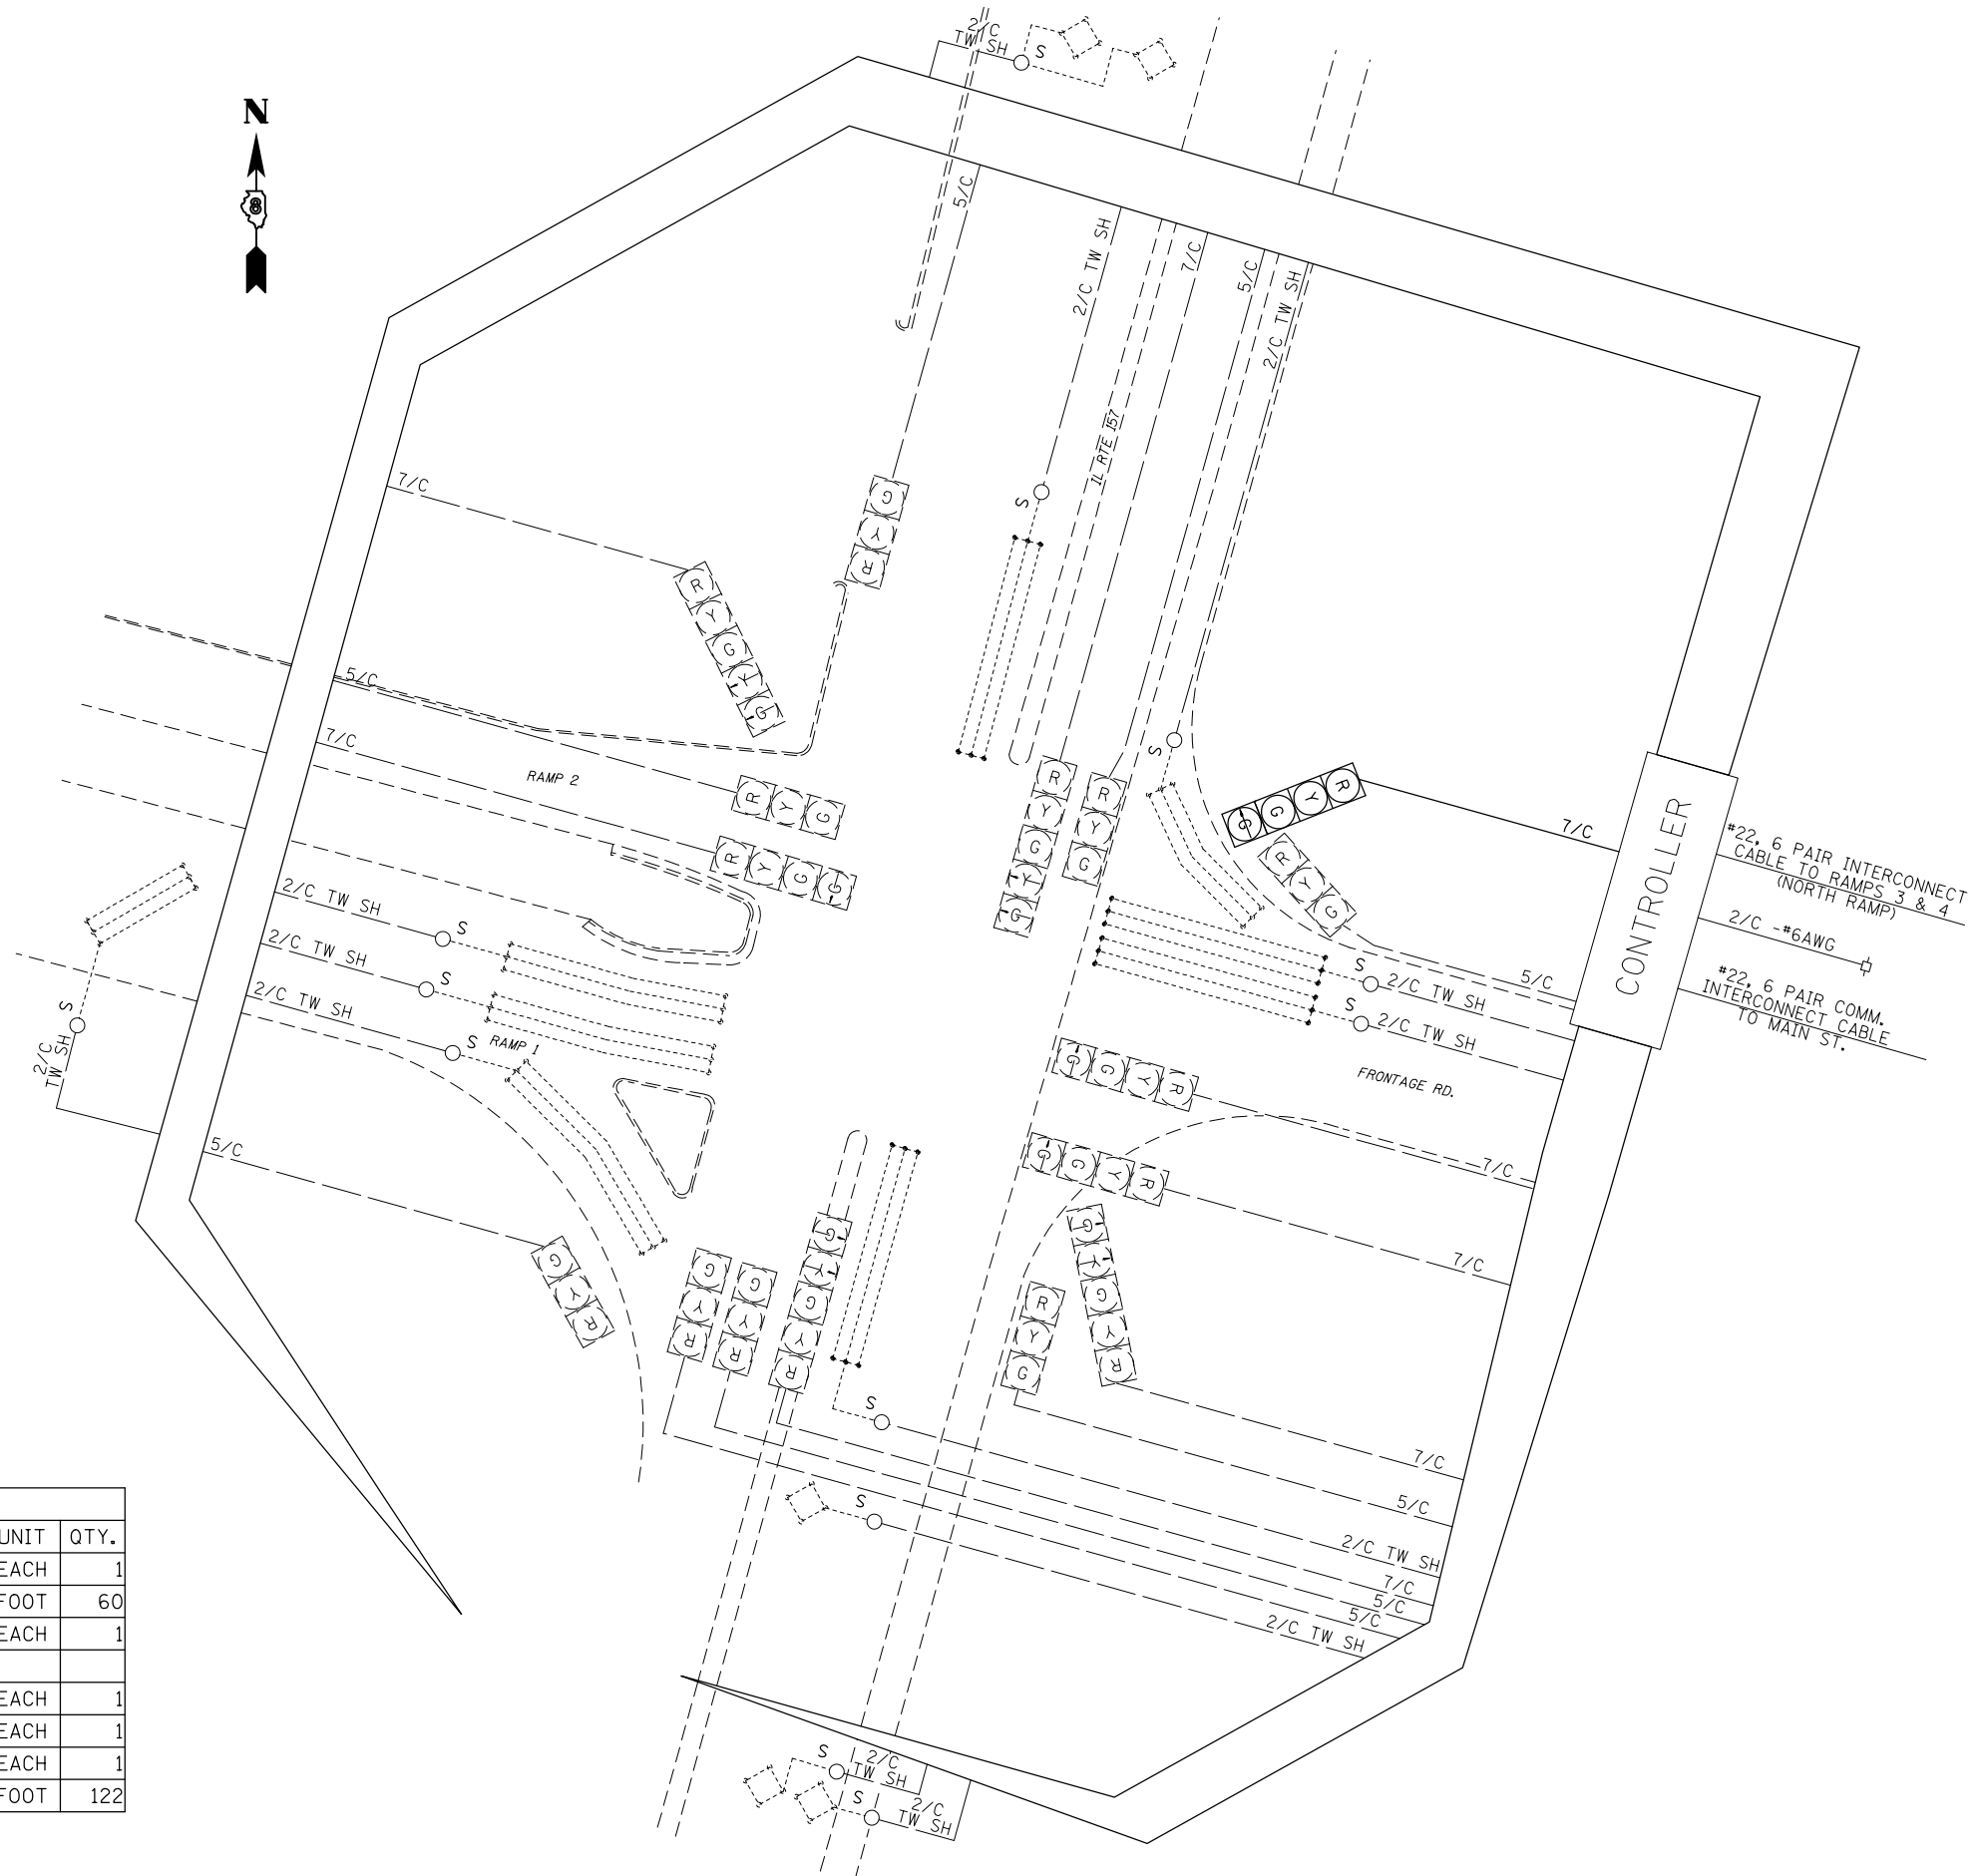 2/C
TW SH
S
N
8
5/C
2/C TW SH
7/C
5/C
2/C TW SH
IL RTE 157
S
7/C
G
Y
R
R
Y
G
Y
G
5/C
7/C
RAMP 2
R Y G
R Y G G
R
Y
G
Y
G
R
Y
G
S
G G Y R
7/C
R
Y
G
5/C
CONTROLLER
#22, 6 PAIR INTERCONNECT
CABLE TO RAMPS 3 & 4
(NORTH RAMP)
2/C -#6AWG
#22, 6 PAIR COMM.
INTERCONNECT CABLE
TO MAIN ST.
2/C TW SH
S
2/C TW SH
S
2/C TW SH
S
RAMP 1
S
2/C
TW SH
S
2/C TW SH
S
2/C TW SH
FRONTAGE RD.
G G Y R
7/C
G G Y R
7/C
5/C
G
Y
R
G
Y
R
G
Y
R
G
Y
G
Y
R
R
Y
G
G
Y
G
Y
R
7/C
5/C
S
2/C TW SH
7/C
5/C
5/C
S
2/C TW SH
S
2/C
TW SH
S
2/C
TW SH
UNIT QTY.
EACH 1
FOOT 60
EACH 1
EACH 1
EACH 1
EACH 1
FOOT 122